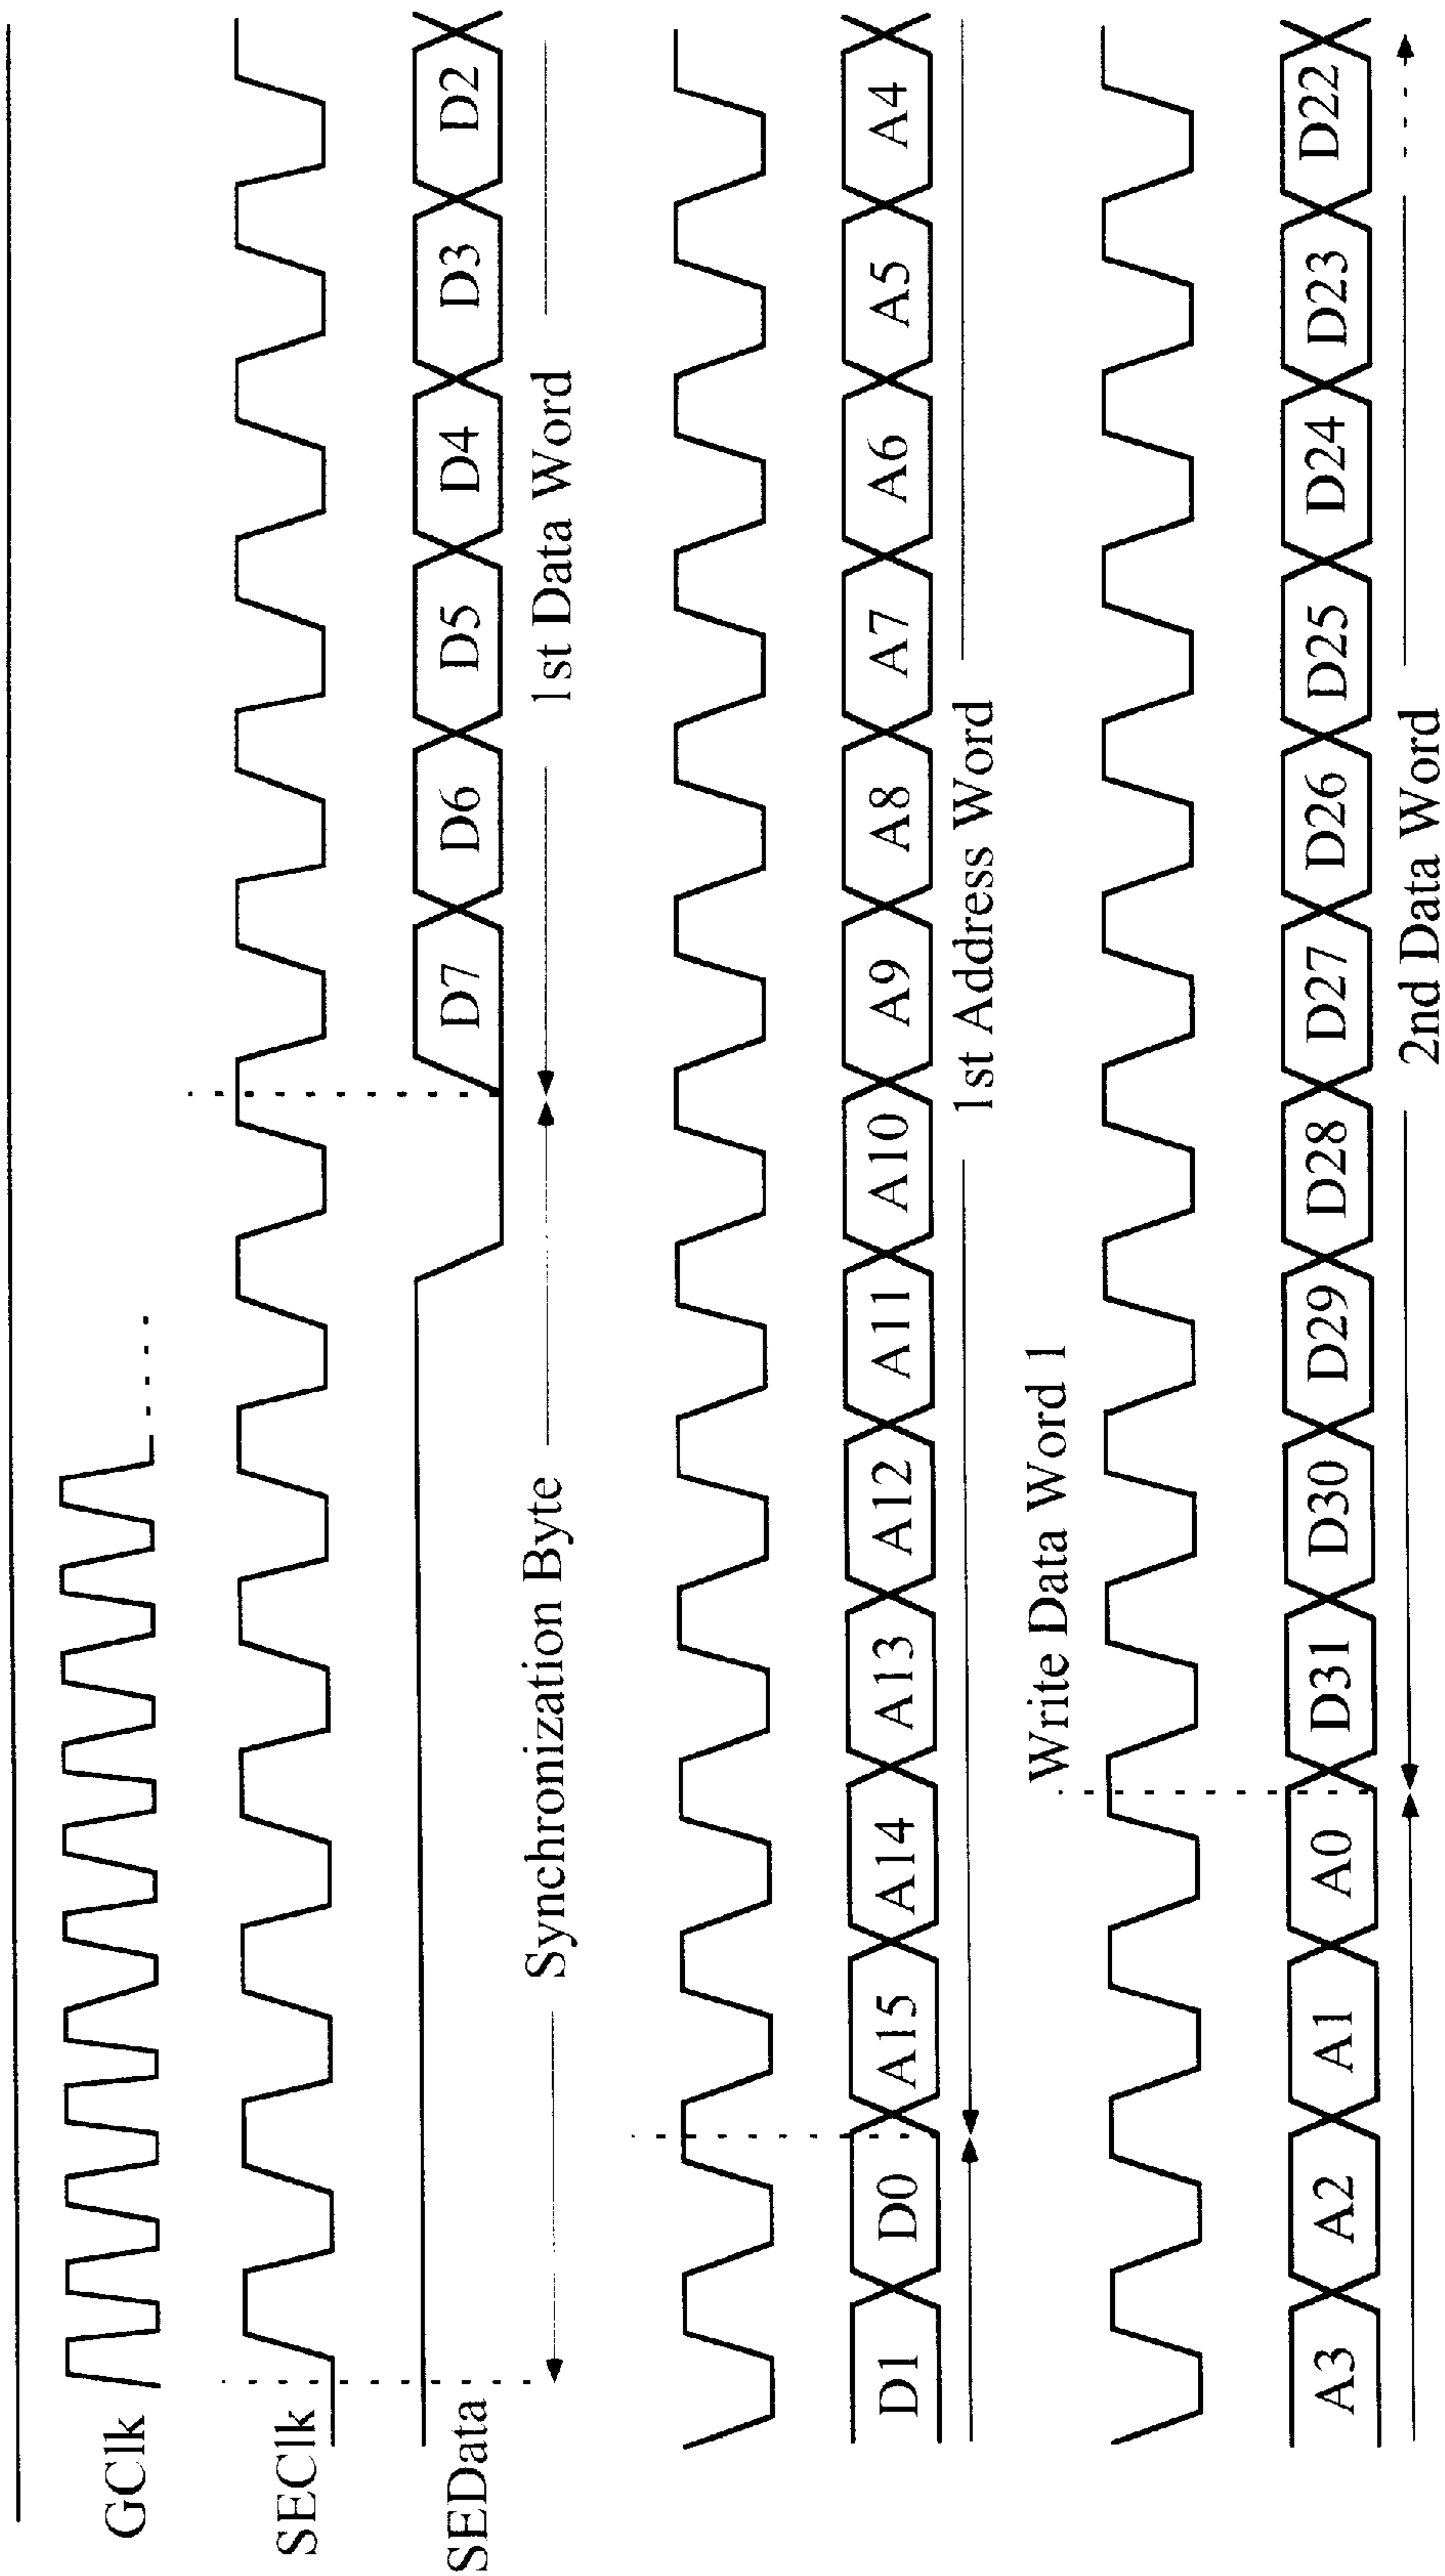 GClk
SEClk
SEData D7 D6 D5 D4 D3 D2
Synchronization Byte 1st Data Word
D1 D0 A15 A14 A13 A12 A11 A10 A9 A8 A7 A6 A5 A4
1st Address Word
Write Data Word 1
A3 A2 A1 A0 D31 D30 D29 D28 D27 D26 D25 D24 D23 D22
2nd Data Word